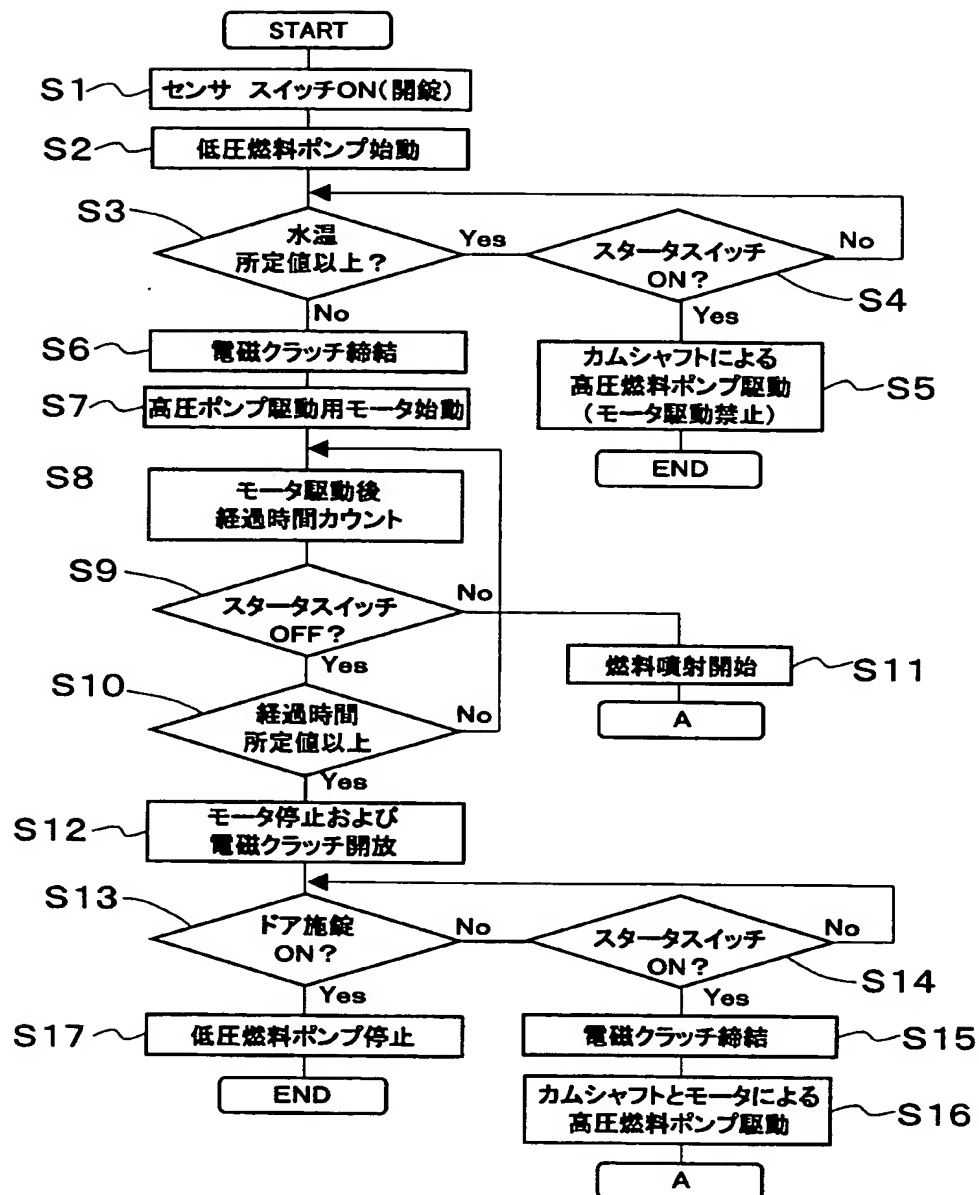 START
S1
センサ スイッチON(開錠)
S2
低圧燃料ポンプ始動
S3
水温
所定値以上?
Yes
No
スタータスイッチ
ON?
No
S4
Yes
S6
電磁クラッチ締結
カムシャフトによる
高圧燃料ポンプ駆動
(モータ駆動禁止)
S5
S7
高圧ポンプ駆動用モータ始動
END
S8
モータ駆動後
経過時間カウント
S9
スタータスイッチ
OFF?
No
Yes
燃料噴射開始
S11
A
S10
経過時間
所定値以上
No
Yes
S12
モータ停止および
電磁クラッチ開放
S13
ドア施錠
ON?
No
Yes
スタータスイッチ
ON?
No
S14
Yes
S17
低圧燃料ポンプ停止
電磁クラッチ締結
S15
END
カムシャフトとモータによる
高圧燃料ポンプ駆動
S16
A